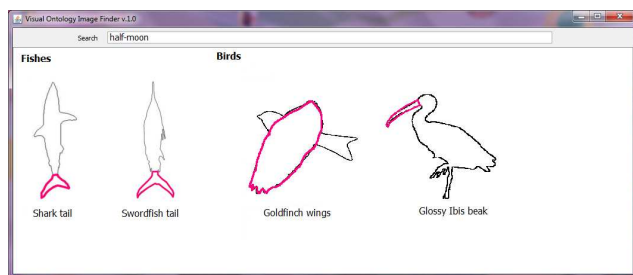 Visual Ontology Image Finder v.1.0
Search half-moon
Fishes Birds
Shark tail Swordfish tail Goldfinch wings Glossy Ibis beak